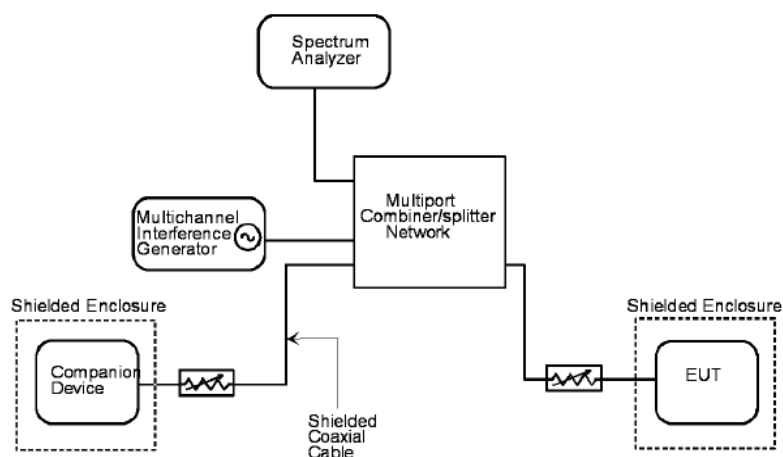 Spectrum
Analyzer
Multiport
Combiner/splitter
Network
Multichannel
Interference
Generator
Shielded Enclosure
Shielded Enclosure
Companion
Device
EUT
Shielded
Coaxial
Cable